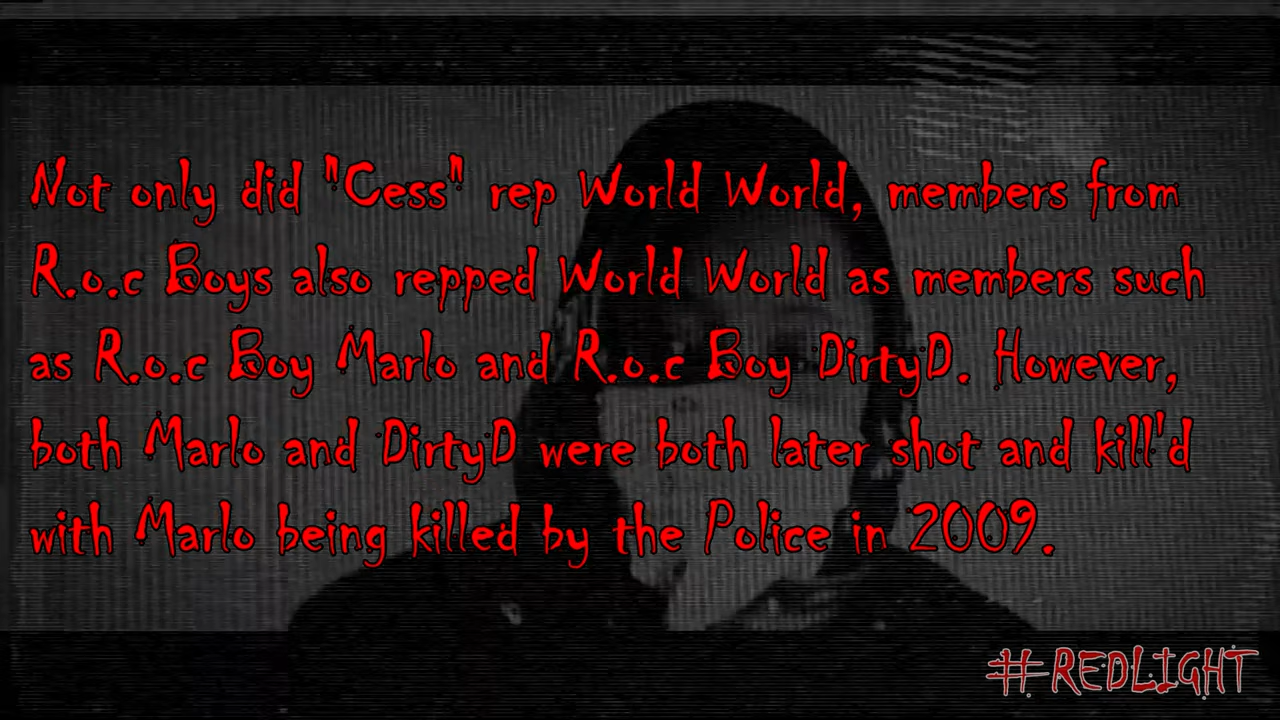 Not only did "Cess" rep World World, members from
R.o.c Boys also repped World World as members such
as R.o.c Boy Marlo and R.o.c Boy DirtyD. However,
both Marlo and DirtyD were both later shot and kill'd
with Marlo being killed by the Police in 2009.
#REDLIGHT